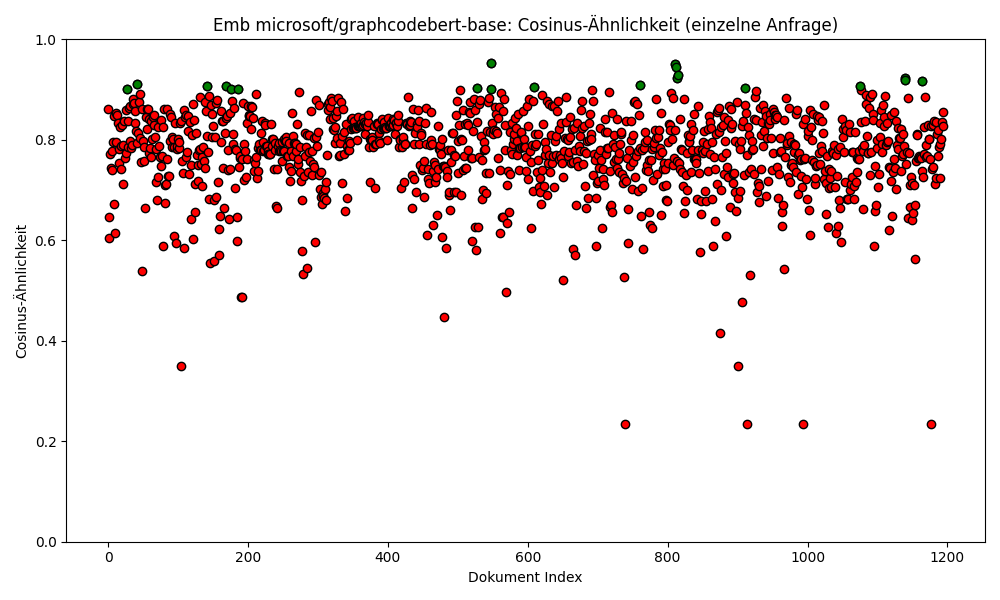 Emb microsoft/graphcodebert-base: Cosinus-Ähnlichkeit (einzelne Anfrage)
1.0
0.8
0.6
0.4
0.2
0.0
Cosinus-Ähnlichkeit
0 200 400 600 800 1000 1200
Dokument Index